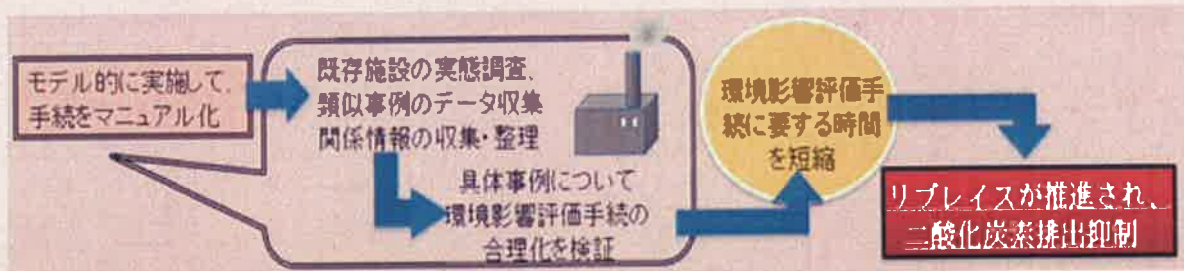 モデル的に実施して、
手続をマニュアル化
既存施設の実態調査、
類似事例のデータ収集
関係情報の収集・整理
具体事例について
環境影響評価手続の
合理化を検証
環境影響評価手
続に要する時間
を短縮
リプレイスが推進され、
二酸化炭素排出抑制